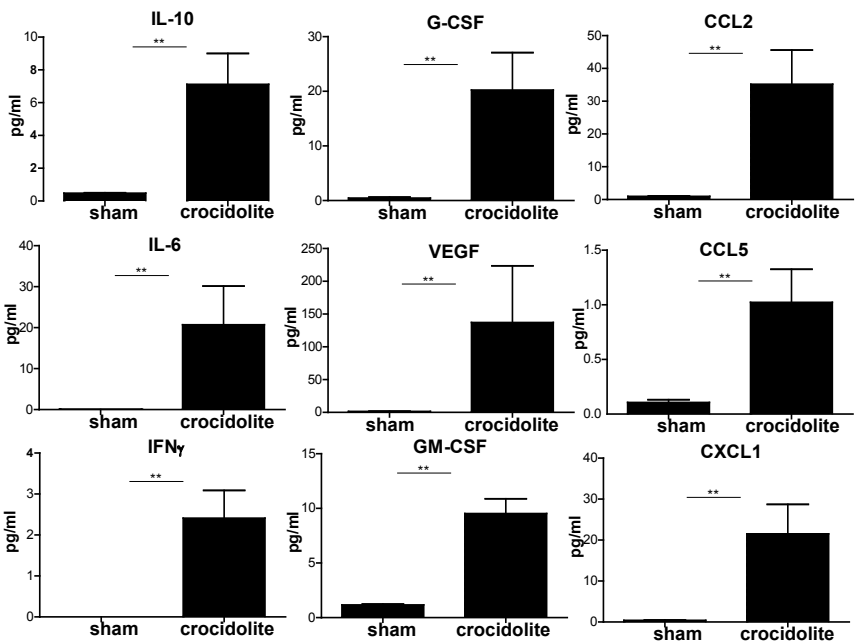 IL-10
**
10
8
6
4
2
0
pg/ml
sham crocidolite
G-CSF
**
30
20
10
0
pg/ml
sham crocidolite
CCL2
**
50
40
30
20
10
0
pg/ml
sham crocidolite
IL-6
**
40
30
20
10
0
pg/ml
sham crocidolite
VEGF
**
250
200
150
100
50
0
pg/ml
sham crocidolite
CCL5
**
1.5
1.0
0.5
0.0
pg/ml
sham crocidolite
IFNγ
**
4
3
2
1
0
pg/ml
sham crocidolite
GM-CSF
**
15
10
5
0
pg/ml
sham crocidolite
CXCL1
**
40
30
20
10
0
pg/ml
sham crocidolite